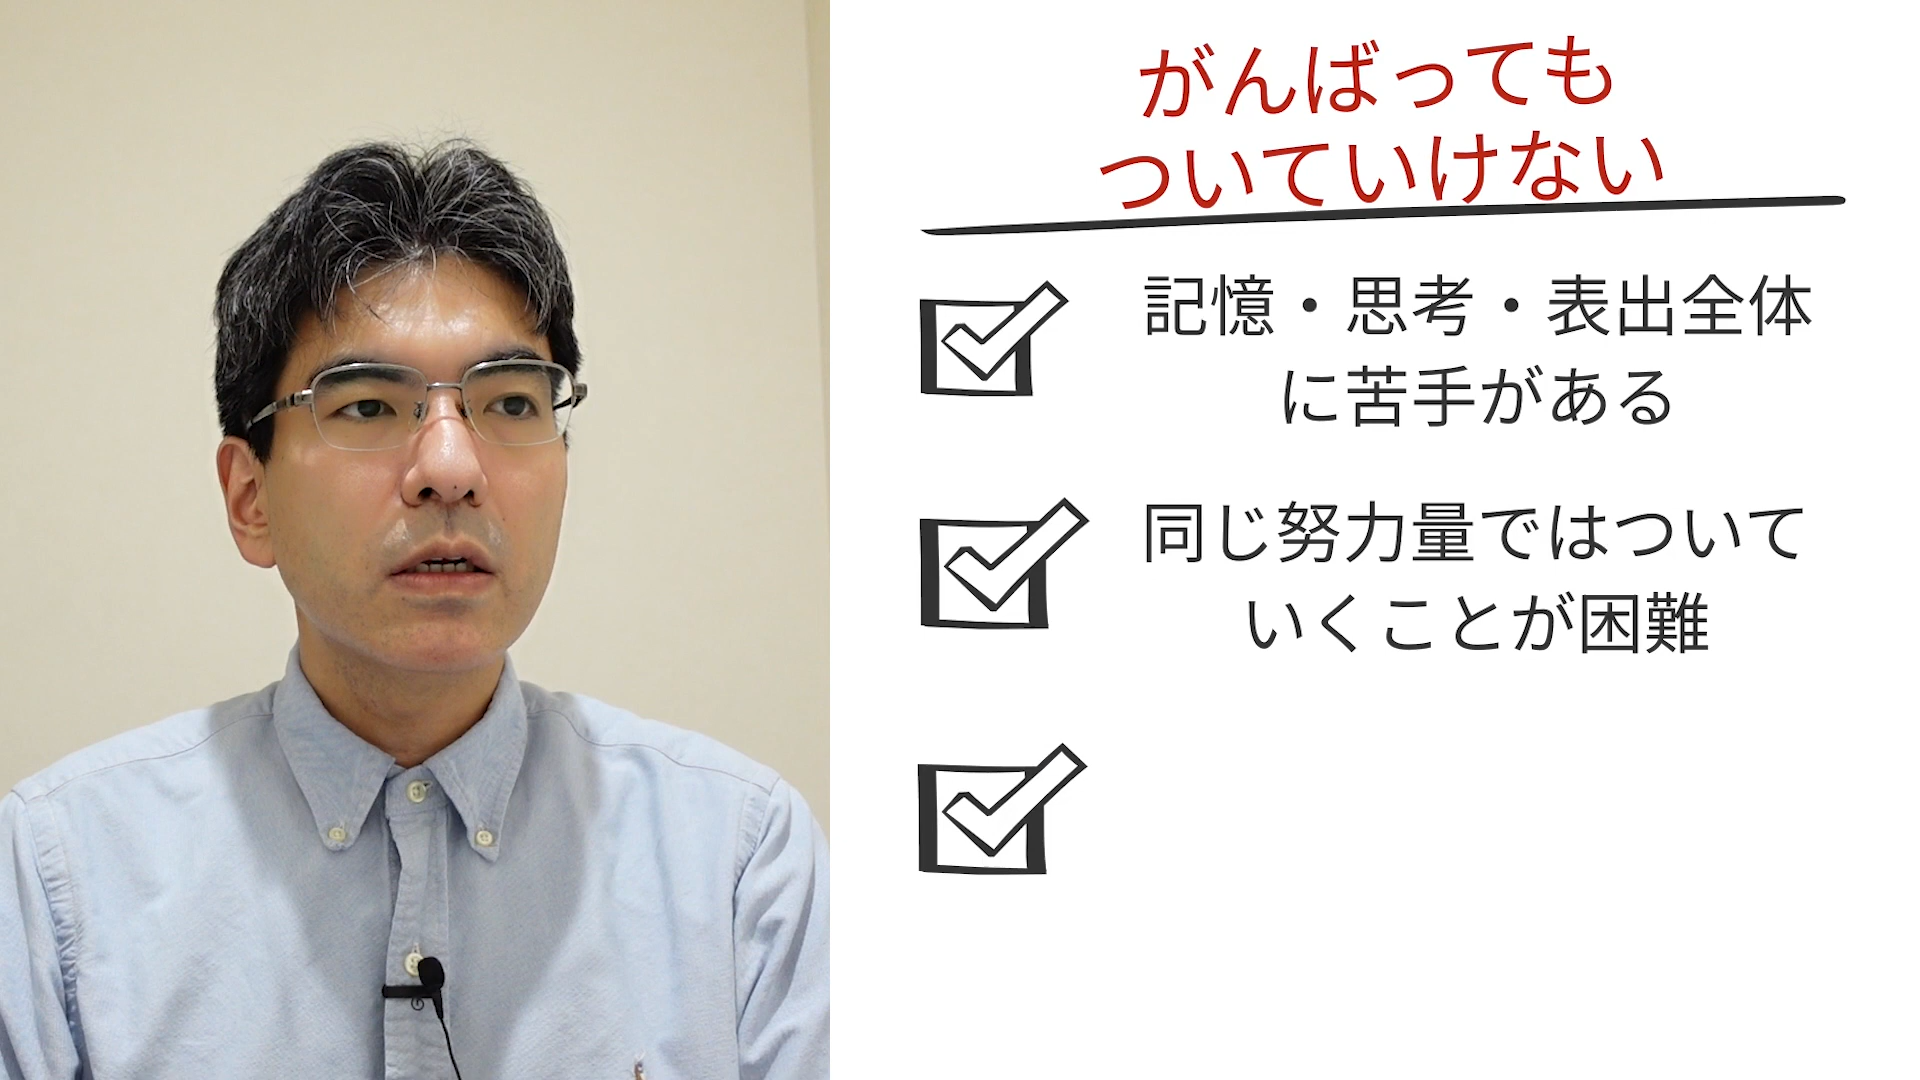 がんばっても
ついていけない
記憶・思考・表出全体
に苦手がある
同じ努力量ではついて
いくことが困難